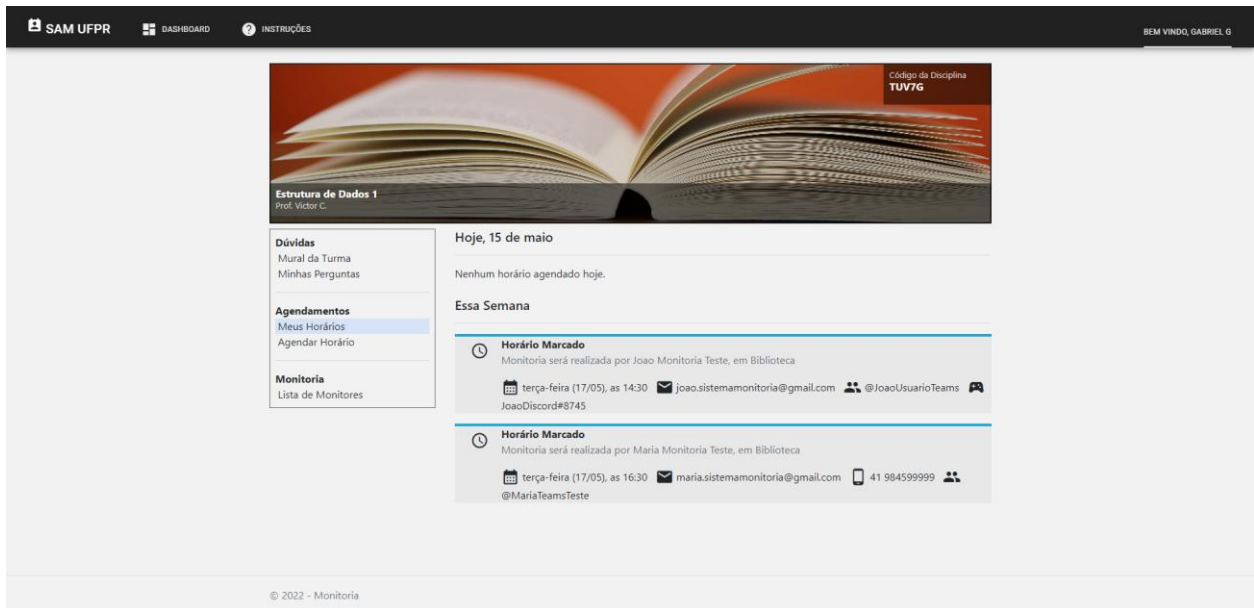 SAM UFPR
DASHBOARD
INSTRUÇÕES
BEM VINDO, GABRIEL G
Código da Disciplina
TUV7G
Estrutura de Dados 1
Prof. Victor C.
Dúvidas
Mural da Turma
Minhas Perguntas
Agendamentos
Meus Horários
Agendar Horário
Monitoria
Lista de Monitores
Hoje, 15 de maio
Nenhum horário agendado hoje.
Essa Semana
Horário Marcado
Monitoria será realizada por Joao Monitoria Teste, em Biblioteca
terça-feira (17/05), as 14:30 joao.sistemamonitoria@gmail.com @JoaoUsuarioTeams
JoaoDiscord#8745
Horário Marcado
Monitoria será realizada por Maria Monitoria Teste, em Biblioteca
terça-feira (17/05), as 16:30 maria.sistemamonitoria@gmail.com 41 984599999
@MariaTeamsTeste
© 2022 - Monitoria